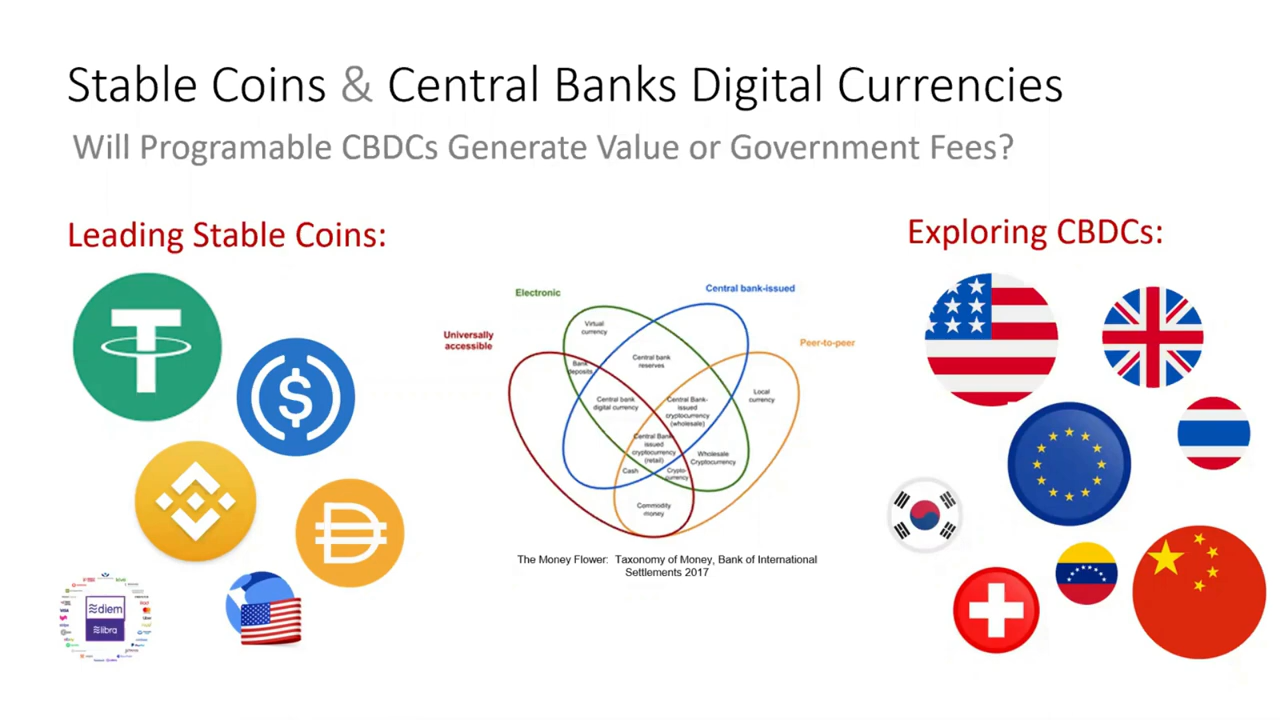 Stable Coins & Central Banks Digital Currencies
Will Programable CBDCs Generate Value or Government Fees?
Leading Stable Coins:
Exploring CBDCs:
Electronic
Central bank-issued
Universally
accessible
Peer-to-peer
Virtual
currency
Bank
deposits
Central bank
reserves
Local
currency
Central bank
digital currency
Central Bank-
issued
cryptocurrency
(wholesale)
Central Bank
issued
cryptocurrency
(retail)
Wholesale
Cryptocurrency
Cash
Crypto-
currency
Commodity
money
The Money Flower: Taxonomy of Money, Bank of International
Settlements 2017
diem
libra